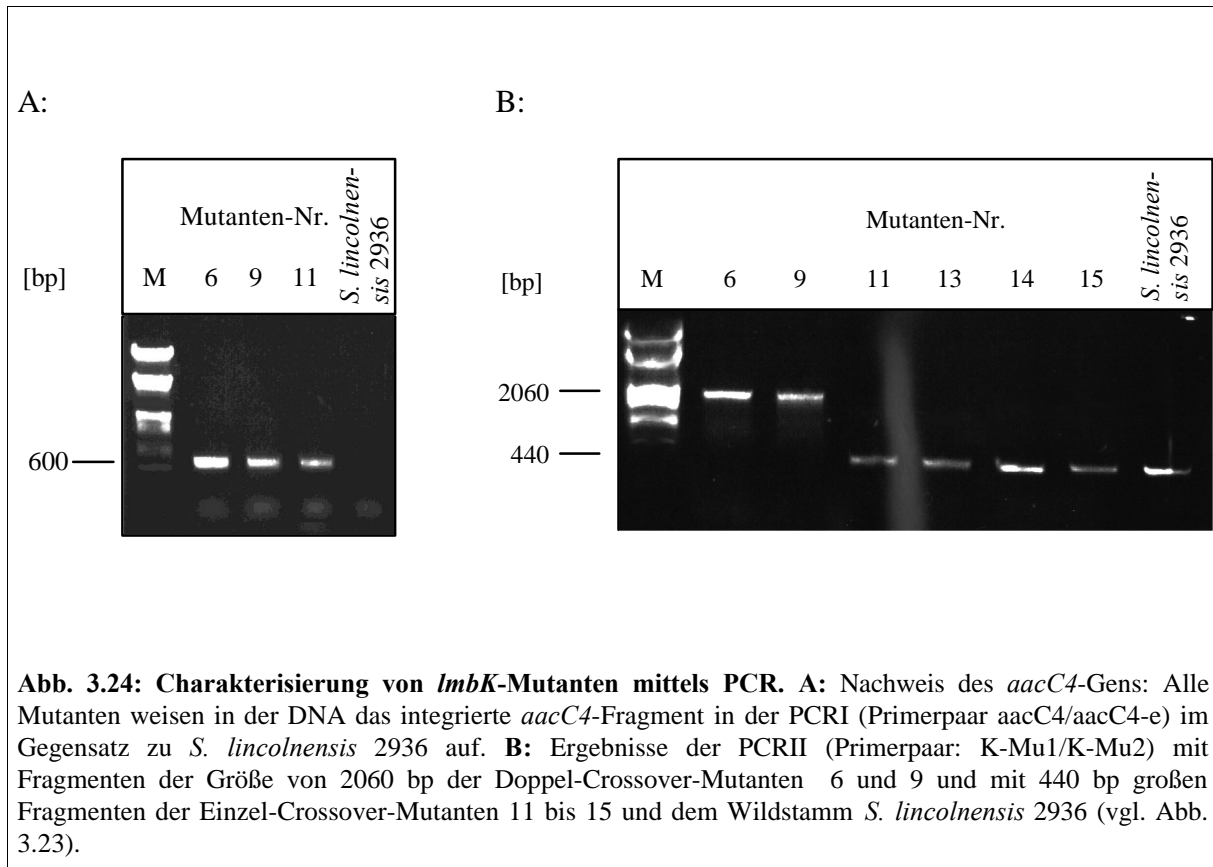 A:
B:
Mutanten-Nr.
S. lincolnen-
sis 2936
[bp]
M
6
9
11
600
Mutanten-Nr.
S. lincolnen-
sis 2936
[bp]
M
6
9
11
13
14
15
2060
440
Abb. 3.24: Charakterisierung von lmbK-Mutanten mittels PCR. A: Nachweis des aacC4-Gens: Alle
Mutanten weisen in der DNA das integrierte aacC4-Fragment in der PCRI (Primerpaar aacC4/aacC4-e) im
Gegensatz zu S. lincolnensis 2936 auf. B: Ergebnisse der PCRII (Primerpaar: K-Mu1/K-Mu2) mit
Fragmenten der Größe von 2060 bp der Doppel-Crossover-Mutanten 6 und 9 und mit 440 bp großen
Fragmenten der Einzel-Crossover-Mutanten 11 bis 15 und dem Wildstamm S. lincolnensis 2936 (vgl. Abb.
3.23).